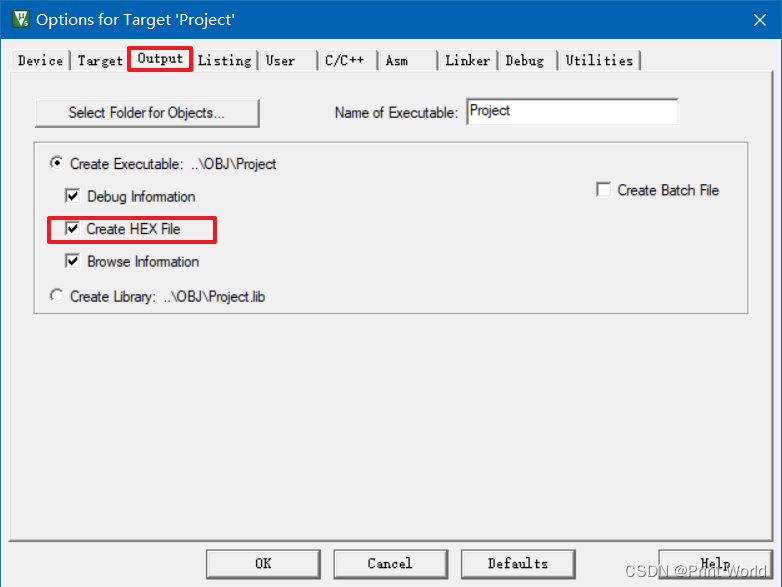 Options for Target 'Project'
Device Target Output Listing User C/C++ Asm Linker Debug Utilities
Select Folder for Objects... Name of Executable: Project
Create Executable: ..\OBJ\Project
Debug Information Create Batch File
Create HEX File
Browse Information
Create Library: ..\OBJ\Project.lib
OK Cancel Defaults Help
CSDN @Print World